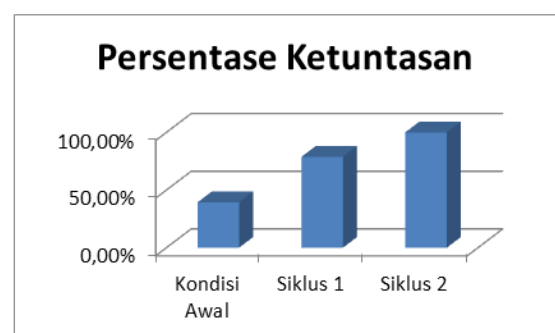 Persentase Ketuntasan
100,00%
50,00%
0,00%
Kondisi
Awal
Siklus 1
Siklus 2